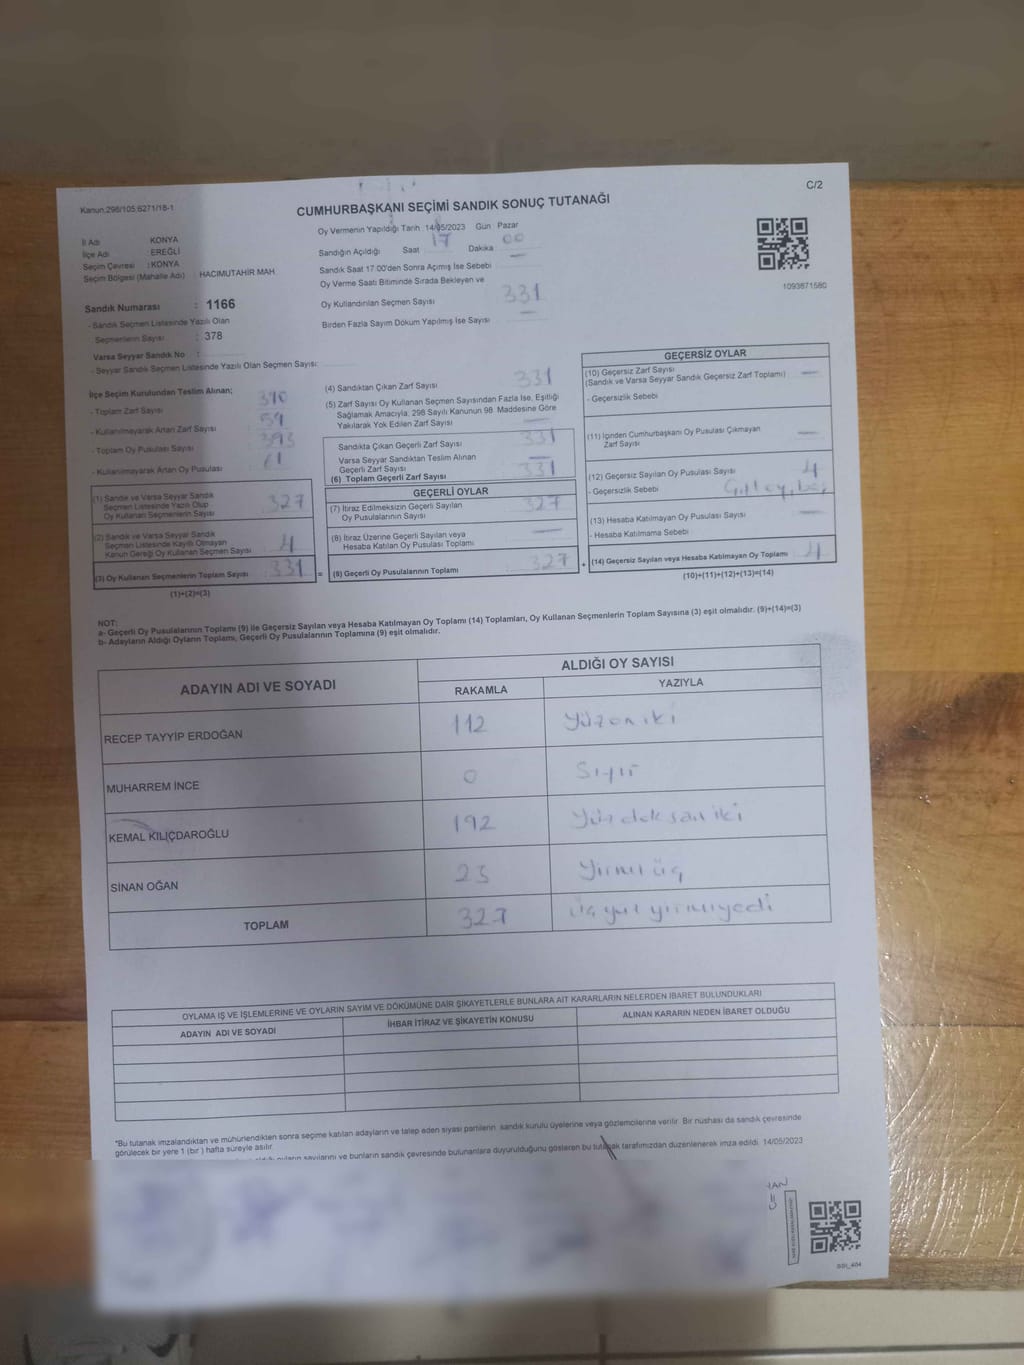 C/2
Kanun:298/105;6271/18-1
CUMHURBAŞKANI SEÇİMİ SANDIK SONUÇ TUTANAĞI
İl Adı KONYA
İlçe Adı : EREĞLİ
Seçim Çevresi : KONYA
Seçim Bölgesi (Mahalle Adı) : HACIMUTAHİR MAH.
Sandık Numarası : 1166
- Sandık Seçmen Listesinde Yazılı Olan
Seçmenlerin Sayısı : 378
Varsa Seyyar Sandık No :
- Seyyar Sandık Listesinde Yazılı Olan Seçmen Sayısı:
Oy Vermenin Yapıldığı Tarih 14/05/2023 Gün Pazar
Sandığın Açıldığı Saat 17 Dakika 00
Sandık Saat 17:00'den Sonra Açımış İse Sebebi —
Oy Verme Saati Bitiminde Sırada Bekleyen ve
Oy Kullandırılan Seçmen Sayısı 331
Birden Fazla Sayım Döküm Yapılmış İse Sayısı —
1093871580
İlçe Seçim Kurulundan Teslim Alınan;
- Toplam Zarf Sayısı 390
- Kullanılmayarak Artan Zarf Sayısı 59
- Toplam Oy Pusulası Sayısı 393
- Kullanılmayarak Artan Oy Pusulası 61
(1) Sandık ve Varsa Seyyar Sandık
Seçmen Listesinde Yazılı Olup
Oy Kullanan Seçmenlerin Sayısı 327
(2) Sandık ve Varsa Seyyar Sandık
Seçmen Listesinde Kayıtlı Olmayan
Kanun Gereği Oy Kullanan Seçmen Sayısı 4
(3) Oy Kullanan Seçmenlerin Toplam Sayısı 331 =
(1)+(2)=(3)
(4) Sandıktan Çıkan Zarf Sayısı 331
(5) Zarf Sayısı Oy Kullanan Seçmen Sayısından Fazla İse, Eşitliği
Sağlamak Amacıyla; 298 Sayılı Kanunun 98. Maddesine Göre
Yakılarak Yok Edilen Zarf Sayısı —
Sandıkta Çıkan Geçerli Zarf Sayısı 331
Varsa Seyyar Sandıktan Teslim Alınan
Geçerli Zarf Sayısı —
(6) Toplam Geçerli Zarf Sayısı 331
GEÇERLİ OYLAR
(7) İtiraz Edilmeksizin Geçerli Sayılan
Oy Pusulalarının Sayısı 327
(8) İtiraz Üzerine Geçerli Sayılan veya
Hesaba Katılan Oy Pusulası Toplamı —
(9) Geçerli Oy Pusulalarının Toplamı 327 +
GEÇERSİZ OYLAR
(10) Geçersiz Zarf Sayısı —
(Sandık ve Varsa Seyyar Sandık Geçersiz Zarf Toplamı)
- Geçersizlik Sebebi
(11) İçinden Cumhurbaşkanı Oy Pusulası Çıkmayan
Zarf Sayısı —
(12) Geçersiz Sayılan Oy Pusulası Sayısı 4
- Geçersizlik Sebebi
(13) Hesaba Katılmayan Oy Pusulası Sayısı —
- Hesaba Katılmama Sebebi
(14) Geçersiz Sayılan veya Hesaba Katılmayan Oy Toplamı 4
(10)+(11)+(12)+(13)=(14)
NOT:
a- Geçerli Oy Pusulalarının Toplamı (9) ile Geçersiz Sayılan veya Hesaba Katılmayan Oy Toplamı (14) Toplamları, Oy Kullanan Seçmenlerin Toplam Sayısına (3) eşit olmalıdır. (9)+(14)=(3)
b- Adayların Aldığı Oyların Toplamı, Geçerli Oy Pusulalarının Toplamına (9) eşit olmalıdır.
ADAYIN ADI VE SOYADI
ALDIĞI OY SAYISI
RAKAMLA YAZIYLA
RECEP TAYYİP ERDOĞAN 112 yüzoniki
MUHARREM İNCE 0 Sıfır
KEMAL KILIÇDAROĞLU 192 yüzdoksaniki
SİNAN OĞAN 23 yirmiüç
TOPLAM 327 üçyüzyirmiyedi
OYLAMA İŞ VE İŞLEMLERİNE VE OYLARIN SAYIM VE DÖKÜMÜNE DAİR ŞİKAYETLERLE BUNLARA AİT KARARLARIN NELERDEN İBARET BULUNDUKLARI
ADAYIN ADI VE SOYADI İHBAR İTİRAZ VE ŞİKAYETİN KONUSU ALINAN KARARIN NEDEN İBARET OLDUĞU
*Bu tutanak imzalandıktan ve mühürlendikten sonra seçime katılan adayların ve talep eden siyasi partilerin sandık kurulu üyelerine veya gözlemcilerine verilir. Bir nüshası da sandık çevresinde
görülecek bir yere 1 (bir) hafta süreyle asılır.
sayılarını ve bunların sandık çevresinde bulunanlara duyurulduğunu gösteren bu tutanak tarafımızdan düzenlenerek imza edildi. 14/05/2023